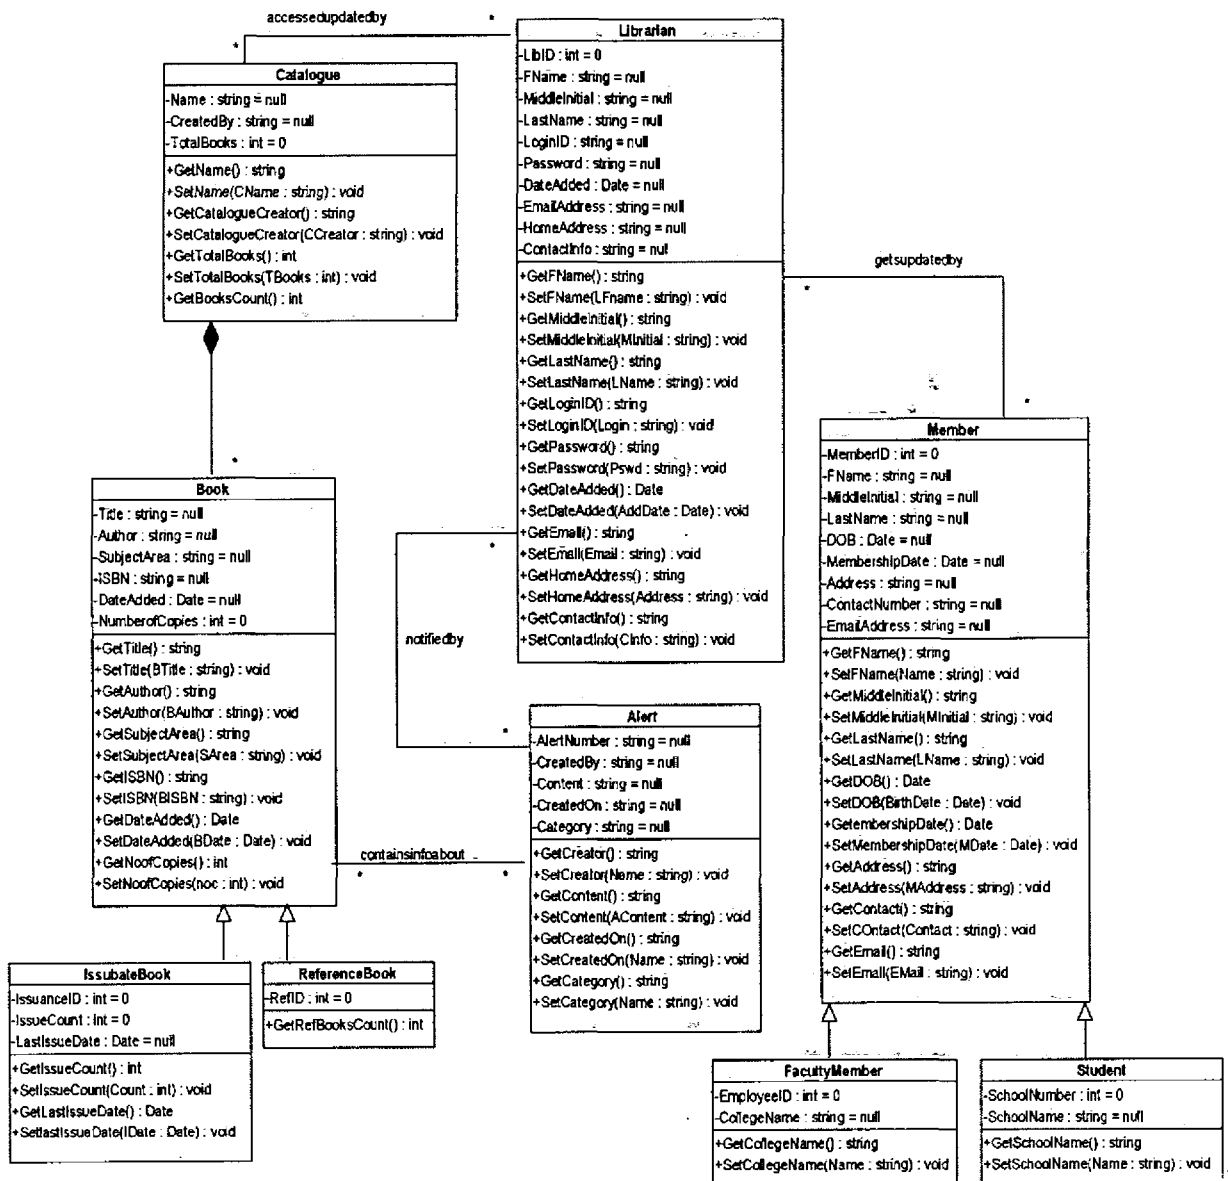 accessedupdatedby
*
*
Catalogue
-Name : string = null
-CreatedBy : string = null
-TotalBooks : int = 0
+GetName() : string
+SetName(CName : string) : void
+GetCatalogueCreator() : string
+SetCatalogueCreator(CCreator : string) : void
+GetTotalBooks() : int
+SetTotalBooks(TBooks : int) : void
+GetBooksCount() : int
Librarian
-LibID : int = 0
-FName : string = null
-MiddleInitial : string = null
-LastName : string = null
-LoginID : string = null
-Password : string = null
-DateAdded : Date = null
-EmailAddress : string = null
-HomeAddress : string = null
-ContactInfo : string = null
+GetFName() : string
+SetFName(LFname : string) : void
+GetMiddleInitial() : string
+SetMiddleInitial(MInitial : string) : void
+GetLastName() : string
+SetLastName(LName : string) : void
+GetLoginID() : string
+SetLoginID(Login : string) : void
+GetPassword() : string
+SetPassword(Pswd : string) : void
+GetDateAdded() : Date
+SetDateAdded(AddDate : Date) : void
+GetEmail() : string
+SetEmail(Email : string) : void
+GetHomeAddress() : string
+SetHomeAddress(Address : string) : void
+GetContactInfo() : string
+SetContactInfo(CInfo : string) : void
getsupdatedby
*
*
Member
-MemberID : int = 0
-FName : string = null
-MiddleInitial : string = null
-LastName : string = null
-DOB : Date = null
-MembershipDate : Date = null
-Address : string = null
-ContactNumber : string = null
-EmailAddress : string = null
+GetFName() : string
+SetFName(Name : string) : void
+GetMiddleInitial() : string
+SetMiddleInitial(MInitial : string) : void
+GetLastName() : string
+SetLastName(LName : string) : void
+GetDOB() : Date
+SetDOB(BirthDate : Date) : void
+GetembershipDate() : Date
+SetMembershipDate(MDate : Date) : void
+GetAddress() : string
+SetAddress(MAddress : string) : void
+GetContact() : string
+SetCOntact(Contact : string) : void
+GetEmail() : string
+SetEmail(EMail : string) : void
*
Book
-Title : string = null
-Author : string = null
-SubjectArea : string = null
-ISBN : string = null
-DateAdded : Date = null
-NumberofCopies : int = 0
+GetTitle() : string
+SetTitle(BTitle : string) : void
+GetAuthor() : string
+SetAuthor(BAuthor : string) : void
+GetSubjectArea() : string
+SetSubjectArea(SArea : string) : void
+GetISBN() : string
+SetISBN(BISBN : string) : void
+GetDateAdded() : Date
+SetDateAdded(BDate : Date) : void
+GetNoofCopies() : int
+SetNoofCopies(noc : int) : void
*
notifiedby
*
Alert
-AlertNumber : string = null
-CreatedBy : string = null
-Content : string = null
-CreatedOn : string = null
-Category : string = null
+GetCreator() : string
+SetCreator(Name : string) : void
+GetContent() : string
+SetContent(AContent : string) : void
+GetCreatedOn() : string
+SetCreatedOn(Name : string) : void
+GetCategory() : string
+SetCategory(Name : string) : void
containsinfoabout
*
*
IssubateBook
-IssuanceID : int = 0
-IssueCount : int = 0
-LastIssueDate : Date = null
+GetIssueCount() : int
+SetIssueCount(Count : int) : void
+GetLastIssueDate() : Date
+SetlastIssueDate(IDate : Date) : void
ReferenceBook
-RefID : int = 0
+GetRefBooksCount() : int
FacultyMember
-EmployeeID : int = 0
-CollegeName : string = null
+GetCollegeName() : string
+SetCollegeName(Name : string) : void
Student
-SchoolNumber : int = 0
-SchoolName : string = null
+GetSchoolName() : string
+SetSchoolName(Name : string) : void